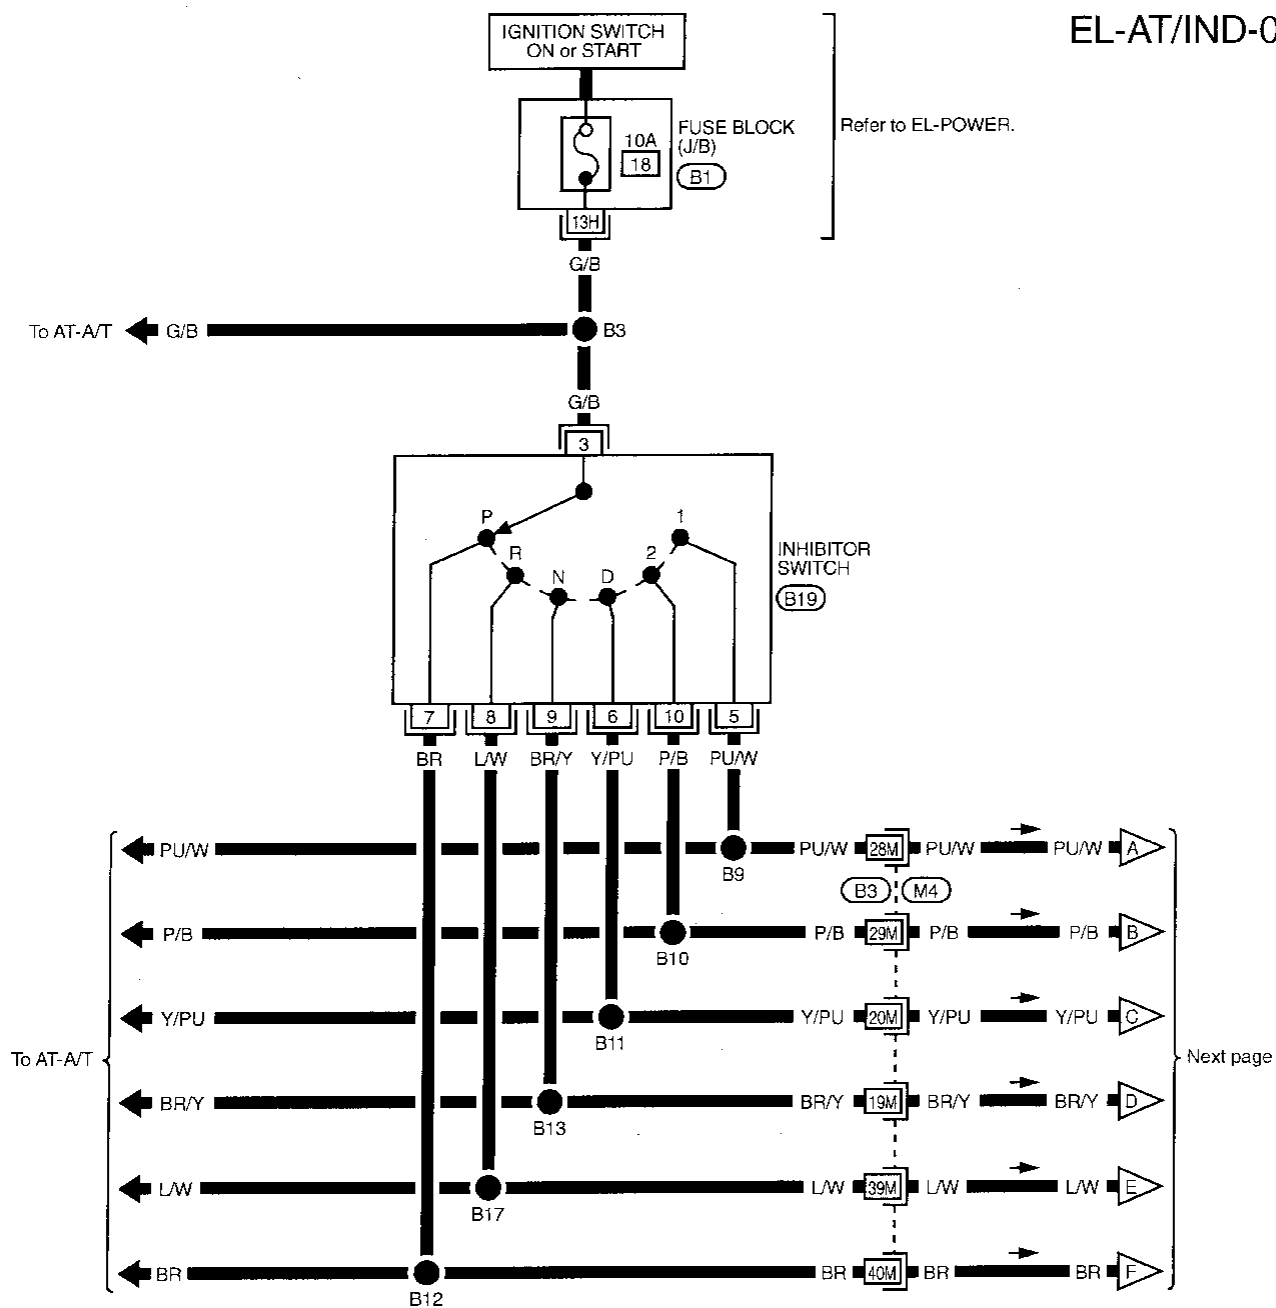 EL-AT/IND-0
IGNITION SWITCH
ON or START
Refer to EL-POWER.
FUSE BLOCK
(J/B)
10A
18
B1
13H
G/B
To AT-A/T
G/B
B3
G/B
3
P
1
R
2
N
D
INHIBITOR
SWITCH
B19
7 8 9 6 10 5
BR L/W BR/Y Y/PU P/B PU/W
PU/W PU/W 28M PU/W PU/W A
B9
B3 M4
P/B P/B 29M P/B P/B B
B10
Y/PU Y/PU 20M Y/PU Y/PU C
B11
To AT-A/T
Next page
BR/Y BR/Y 19M BR/Y BR/Y D
B13
L/W L/W 39M L/W L/W E
B17
BR BR 40M BR BR F
B12